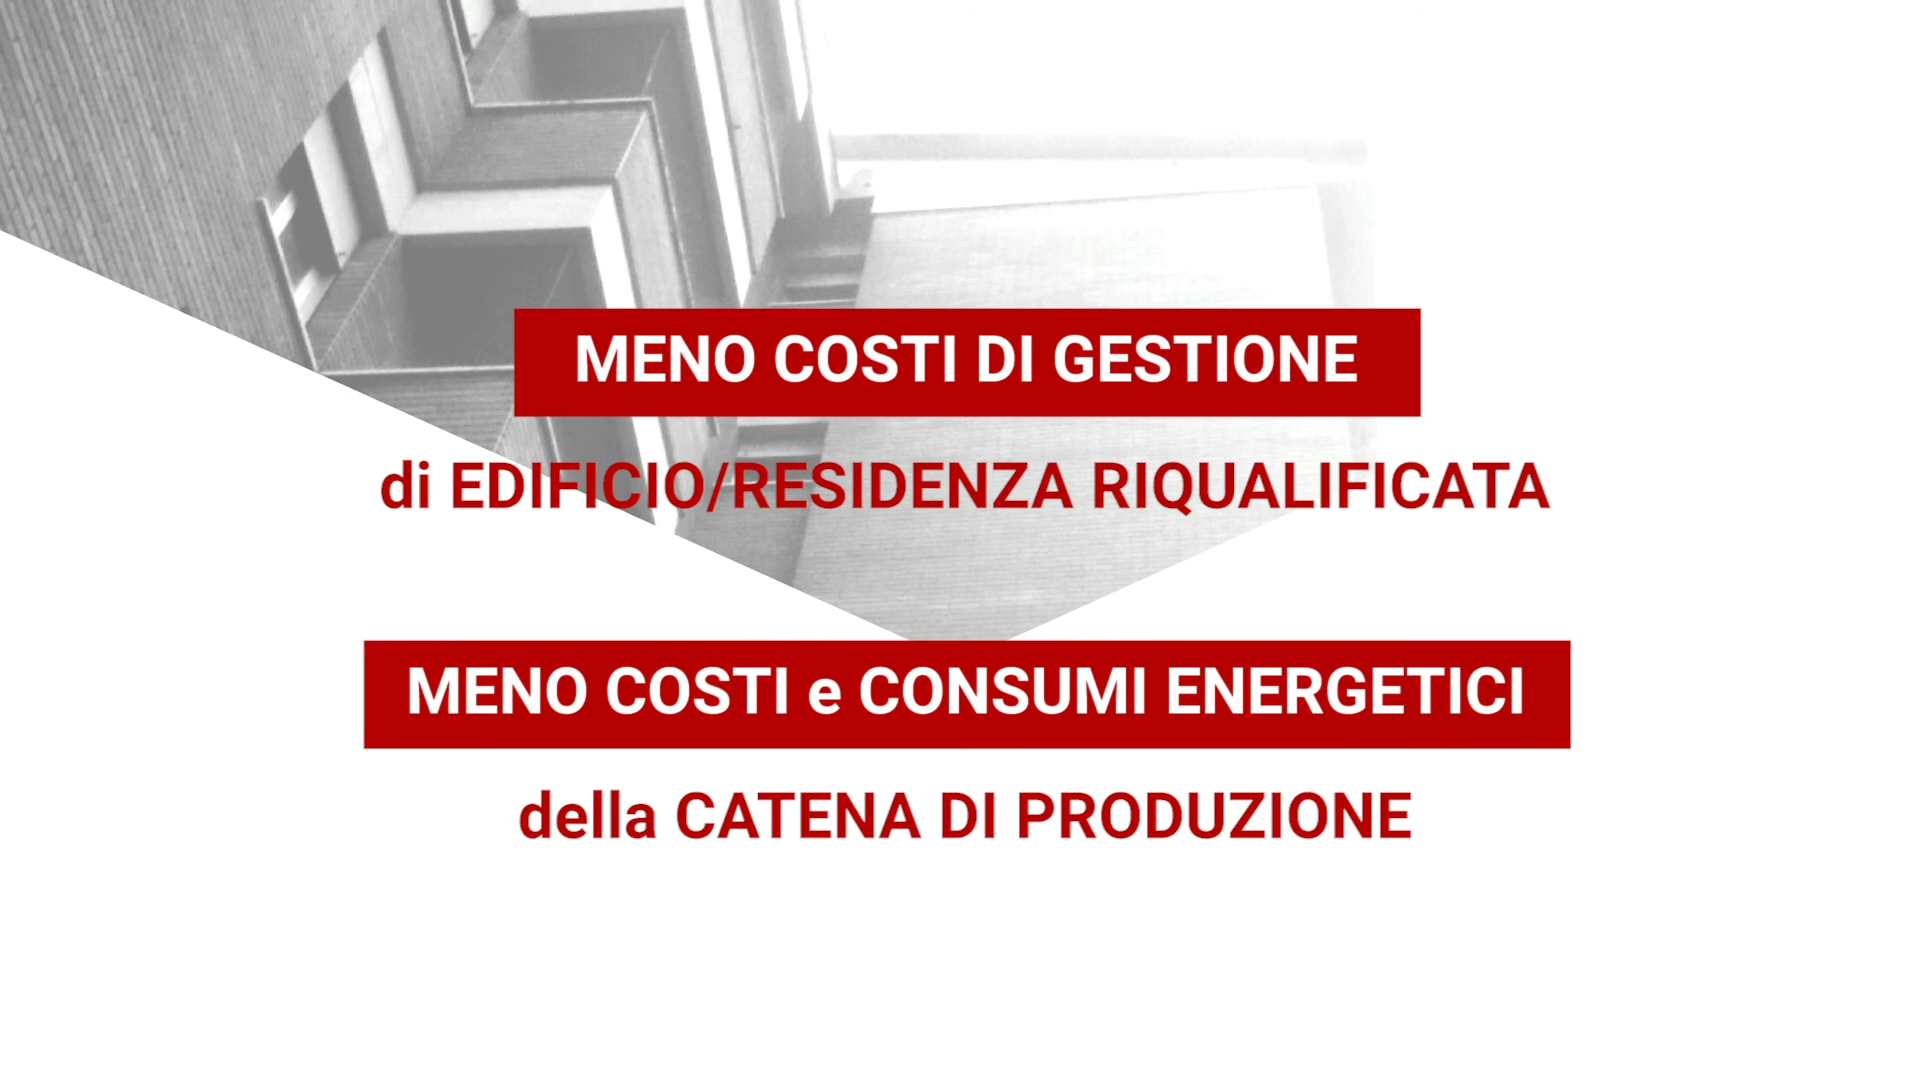 MENO COSTI DI GESTIONE
di EDIFICIO/RESIDENZA RIQUALIFICATA
MENO COSTI e CONSUMI ENERGETICI
della CATENA DI PRODUZIONE